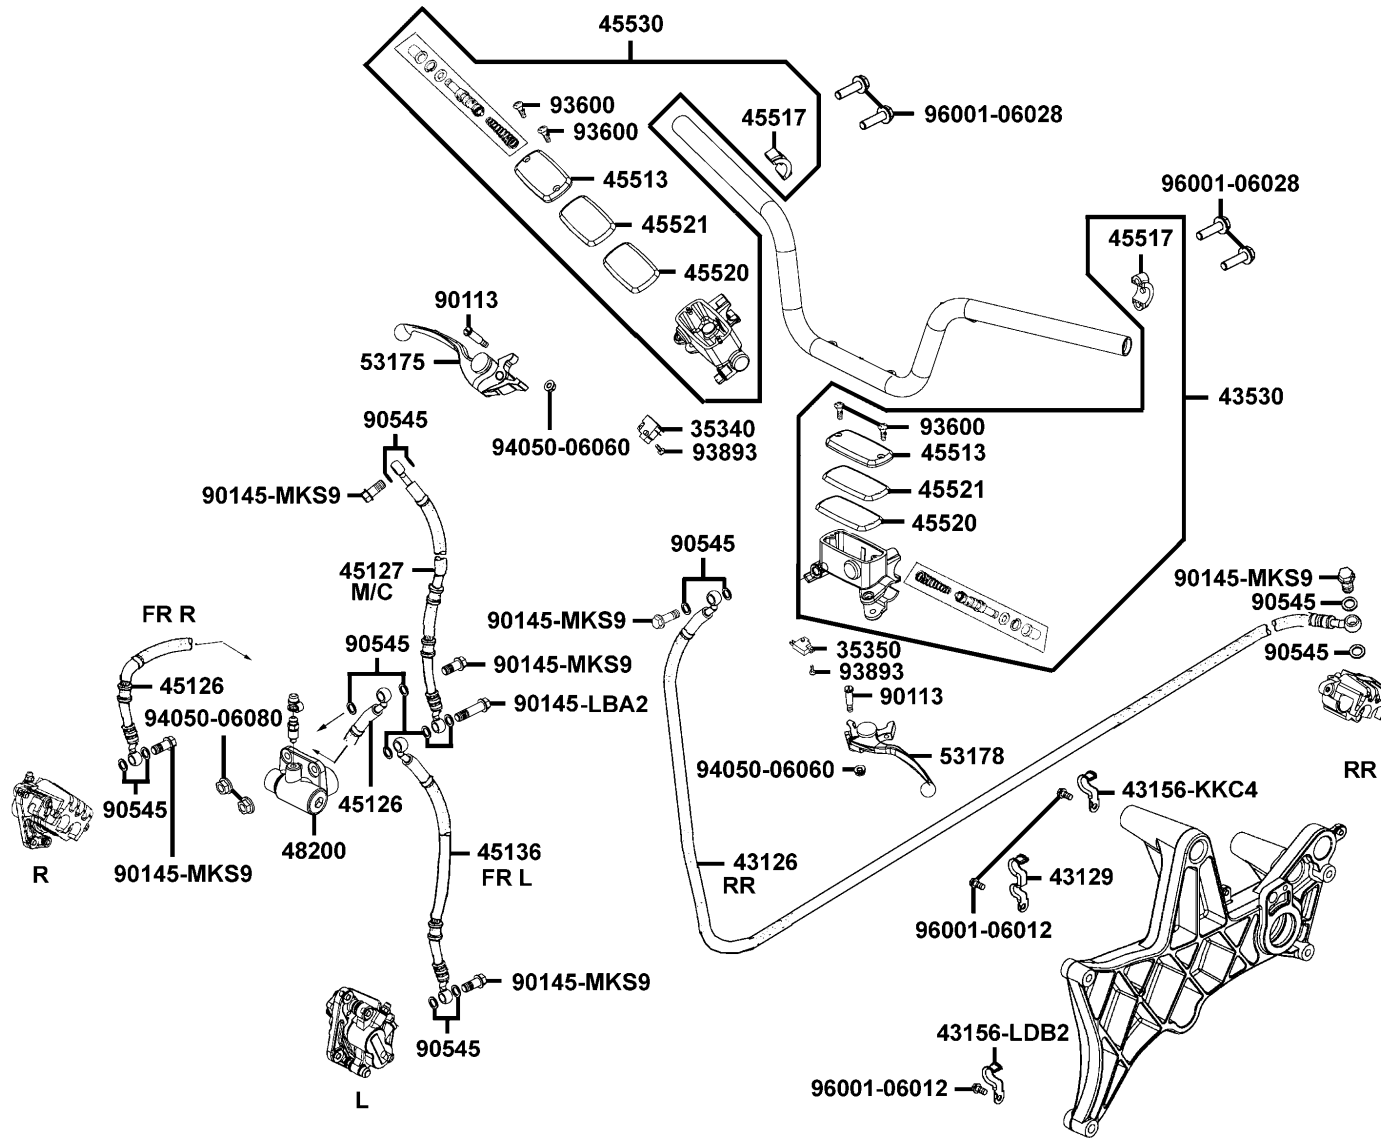 45530
93600
93600
45517
96001-06028
45513
96001-06028
45521
45517
45520
90113
53175
43530
90545
35340
93600
94050-06060
93893
45513
90145-MKS9
45521
45520
90545
45127
M/C
90145-MKS9
FR R
90545
90145-MKS9
90545
90145-MKS9
35350
90545
45126
93893
90145-LBA2
90113
94050-06080
53178
94050-06060
RR
43156-KKC4
90545
45126
48200
45136
FR L
43126
RR
43129
R
90145-MKS9
96001-06012
90145-MKS9
43156-LDB2
90545
96001-06012
L